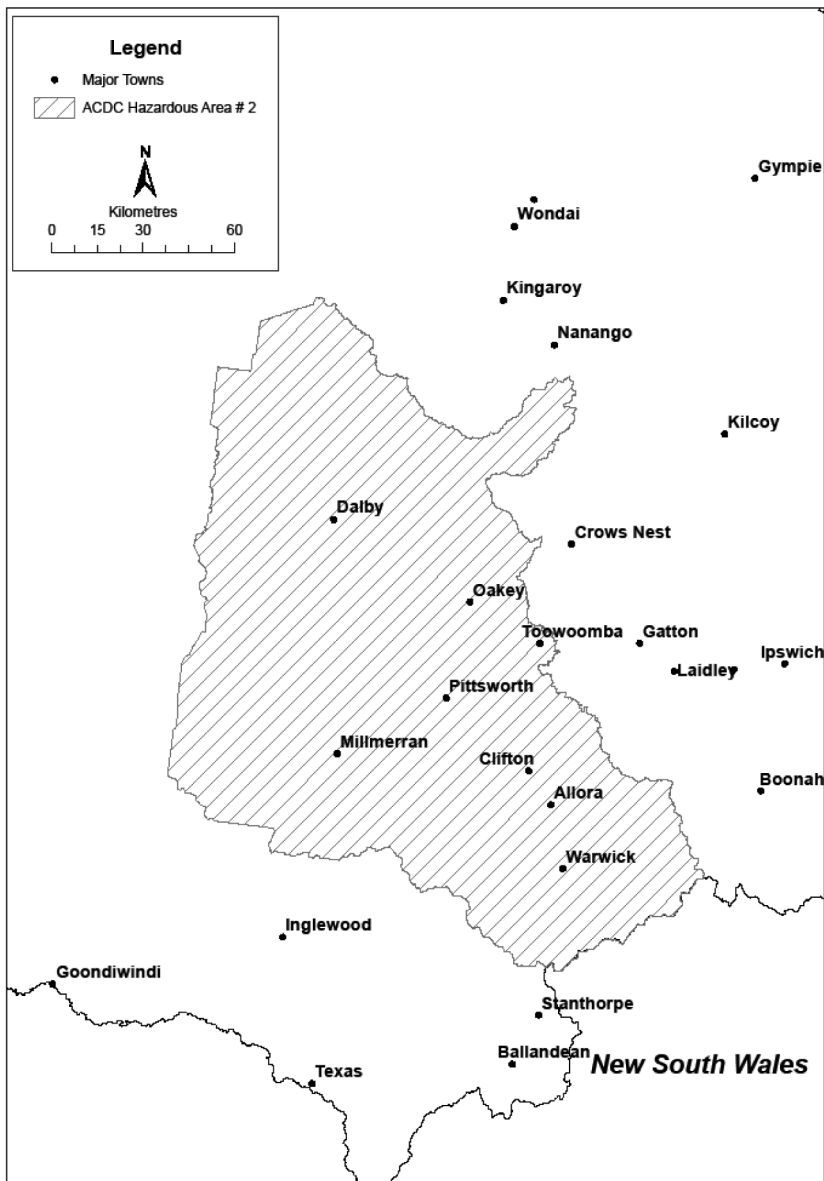 Legend
Major Towns
ACDC Hazardous Area # 2
N
Kilometres
0 15 30 60
Gympie
Wondai
Kingaroy
Nanango
Kilcoy
Dalby
Crows Nest
Oakey
Toowoomba
Gatton
Ipswich
Laidley
Pittsworth
Millmerran
Clifton
Boonah
Allora
Warwick
Inglewood
Goondiwindi
Stanthorpe
Ballandean
New South Wales
Texas